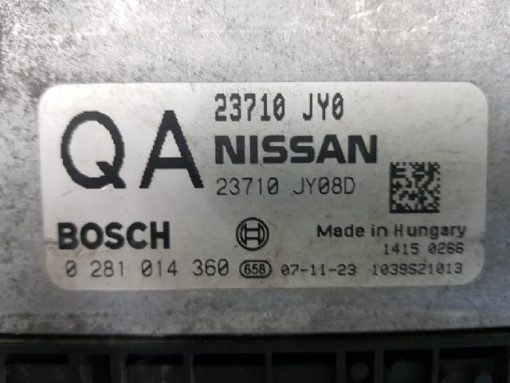 23710 JY0
QA NISSAN
23710 JY08D
BOSCH Made in Hungary
1415 0266
0 281 014 360 658 07-11-23 1039S21013